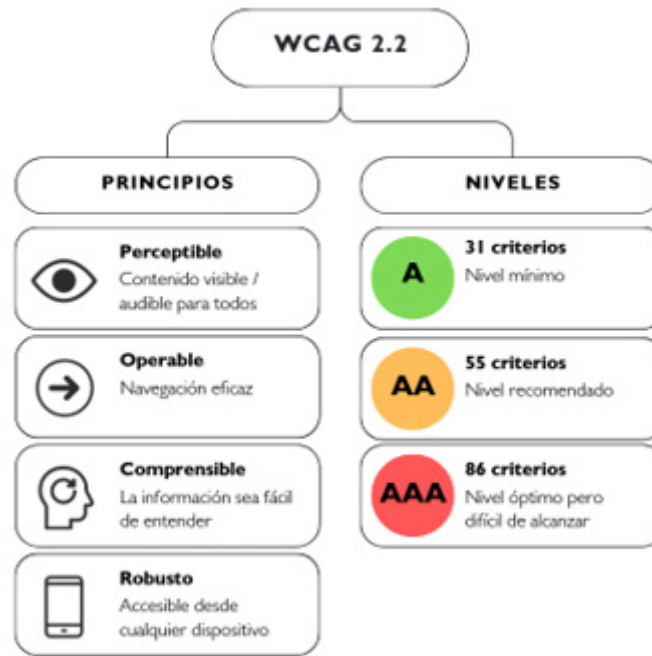 WCAG 2.2
PRINCIPIOS
Perceptible
Contenido visible /
audible para todos
Operable
Navegación eficaz
Comprensible
La información sea fácil
de entender
Robusto
Accesible desde
cualquier dispositivo
NIVELES
A
31 criterios
Nivel mínimo
AA
55 criterios
Nivel recomendado
AAA
86 criterios
Nivel óptimo pero
difícil de alcanzar